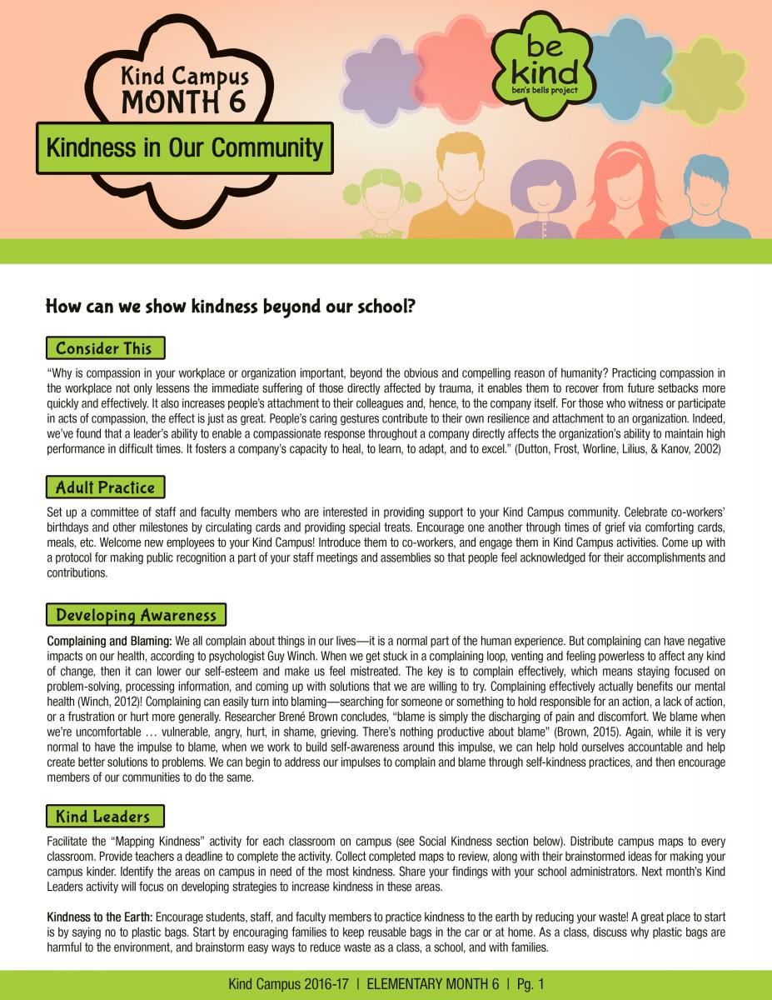 Kind Campus
MONTH 6
Kindness in Our Community
be
kind
ben's bells project
How can we show kindness beyond our school?
Consider This
“Why is compassion in your workplace or organization important, beyond the obvious and compelling reason of humanity? Practicing compassion in
the workplace not only lessens the immediate suffering of those directly affected by trauma, it enables them to recover from future setbacks more
quickly and effectively. It also increases people’s attachment to their colleagues and, hence, to the company itself. For those who witness or participate
in acts of compassion, the effect is just as great. People’s caring gestures contribute to their own resilience and attachment to an organization. Indeed,
we’ve found that a leader’s ability to enable a compassionate response throughout a company directly affects the organization’s ability to maintain high
performance in difficult times. It fosters a company’s capacity to heal, to learn, to adapt, and to excel.” (Dutton, Frost, Worline, Lilius, & Kanov, 2002)
Adult Practice
Set up a committee of staff and faculty members who are interested in providing support to your Kind Campus community. Celebrate co-workers’
birthdays and other milestones by circulating cards and providing special treats. Encourage one another through times of grief via comforting cards,
meals, etc. Welcome new employees to your Kind Campus! Introduce them to co-workers, and engage them in Kind Campus activities. Come up with
a protocol for making public recognition a part of your staff meetings and assemblies so that people feel acknowledged for their accomplishments and
contributions.
Developing Awareness
Complaining and Blaming: We all complain about things in our lives—it is a normal part of the human experience. But complaining can have negative
impacts on our health, according to psychologist Guy Winch. When we get stuck in a complaining loop, venting and feeling powerless to affect any kind
of change, then it can lower our self-esteem and make us feel mistreated. The key is to complain effectively, which means staying focused on
problem-solving, processing information, and coming up with solutions that we are willing to try. Complaining effectively actually benefits our mental
health (Winch, 2012)! Complaining can easily turn into blaming—searching for someone or something to hold responsible for an action, a lack of action,
or a frustration or hurt more generally. Researcher Brené Brown concludes, “blame is simply the discharging of pain and discomfort. We blame when
we’re uncomfortable … vulnerable, angry, hurt, in shame, grieving. There’s nothing productive about blame” (Brown, 2015). Again, while it is very
normal to have the impulse to blame, when we work to build self-awareness around this impulse, we can help hold ourselves accountable and help
create better solutions to problems. We can begin to address our impulses to complain and blame through self-kindness practices, and then encourage
members of our communities to do the same.
Kind Leaders
Facilitate the “Mapping Kindness” activity for each classroom on campus (see Social Kindness section below). Distribute campus maps to every
classroom. Provide teachers a deadline to complete the activity. Collect completed maps to review, along with their brainstormed ideas for making your
campus kinder. Identify the areas on campus in need of the most kindness. Share your findings with your school administrators. Next month’s Kind
Leaders activity will focus on developing strategies to increase kindness in these areas.
Kindness to the Earth: Encourage students, staff, and faculty members to practice kindness to the earth by reducing your waste! A great place to start
is by saying no to plastic bags. Start by encouraging families to keep reusable bags in the car or at home. As a class, discuss why plastic bags are
harmful to the environment, and brainstorm easy ways to reduce waste as a class, a school, and with families.
Kind Campus 2016-17 | ELEMENTARY MONTH 6 | Pg. 1